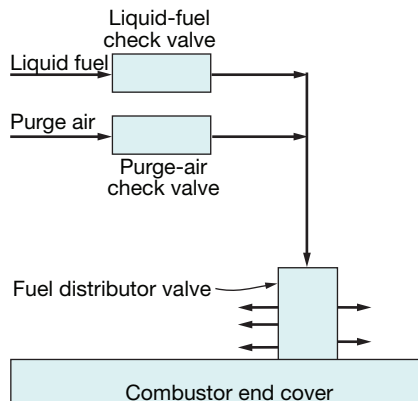 Liquid-fuel
check valve
Liquid fuel
Purge air
Purge-air
check valve
Fuel distributor valve
Combustor end cover